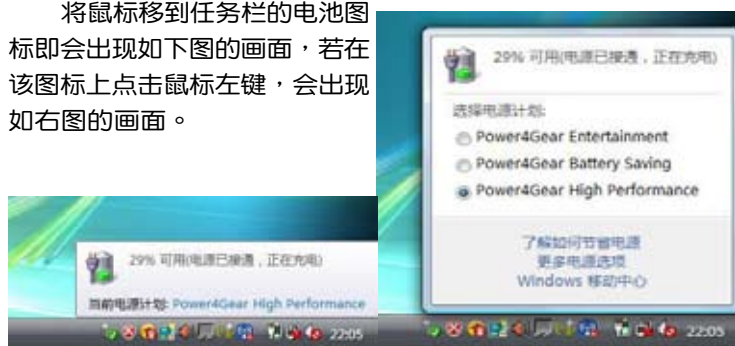 将鼠标移到任务栏的电池图
标即会出现如下图的画面，若在
该图标上点击鼠标左键，会出现
如右图的画面。
29% 可用(电源已接通，正在充电)
当前电源计划: Power4Gear High Performance
22:05
29% 可用(电源已接通，正在充电)
选择电源计划:
Power4Gear Entertainment
Power4Gear Battery Saving
Power4Gear High Performance
了解如何节省电源
更多电源选项
Windows 移动中心
22:05